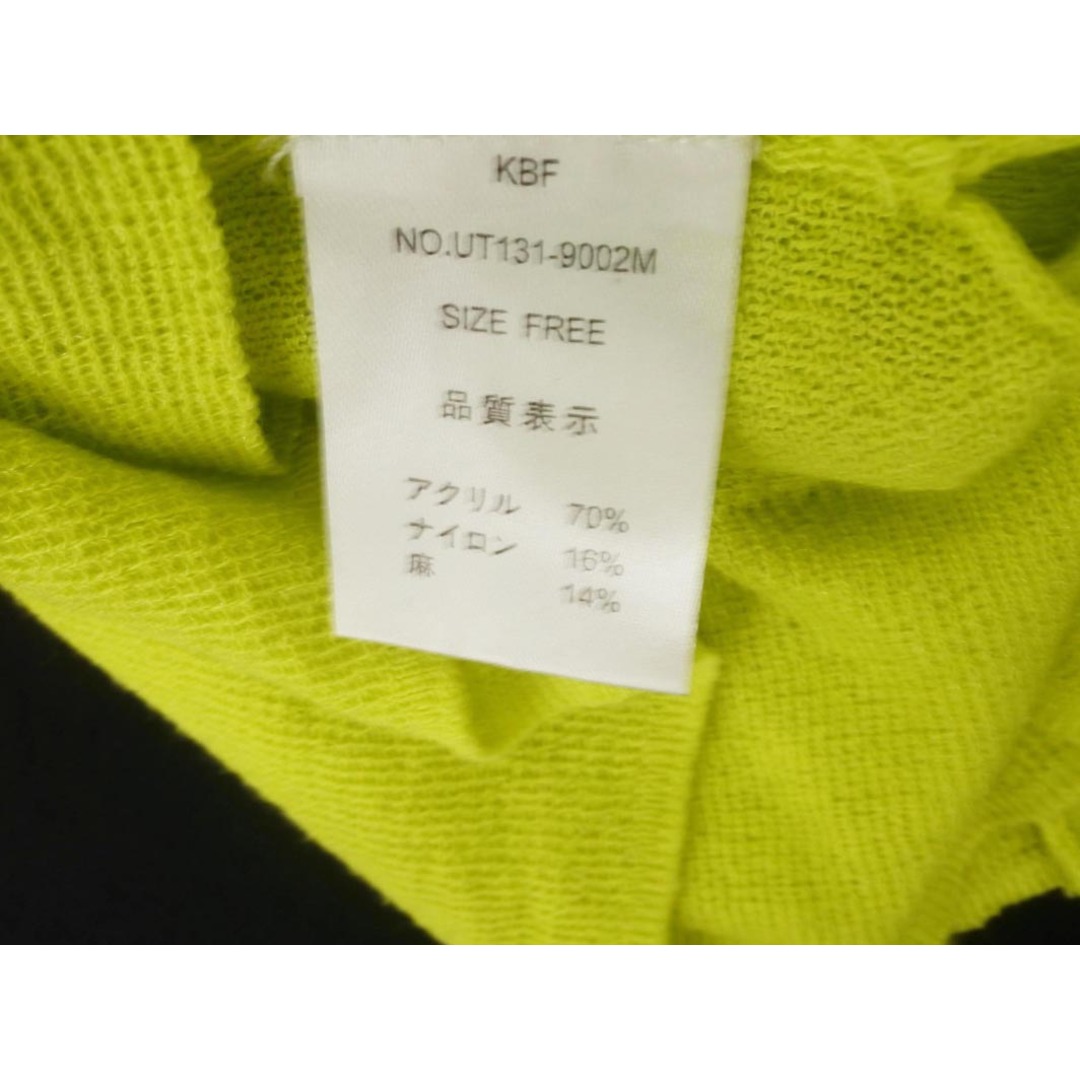 KBF
NO.UT131-9002M
SIZE FREE
品質表示
アクリル 70%
ナイロン 16%
麻 14%